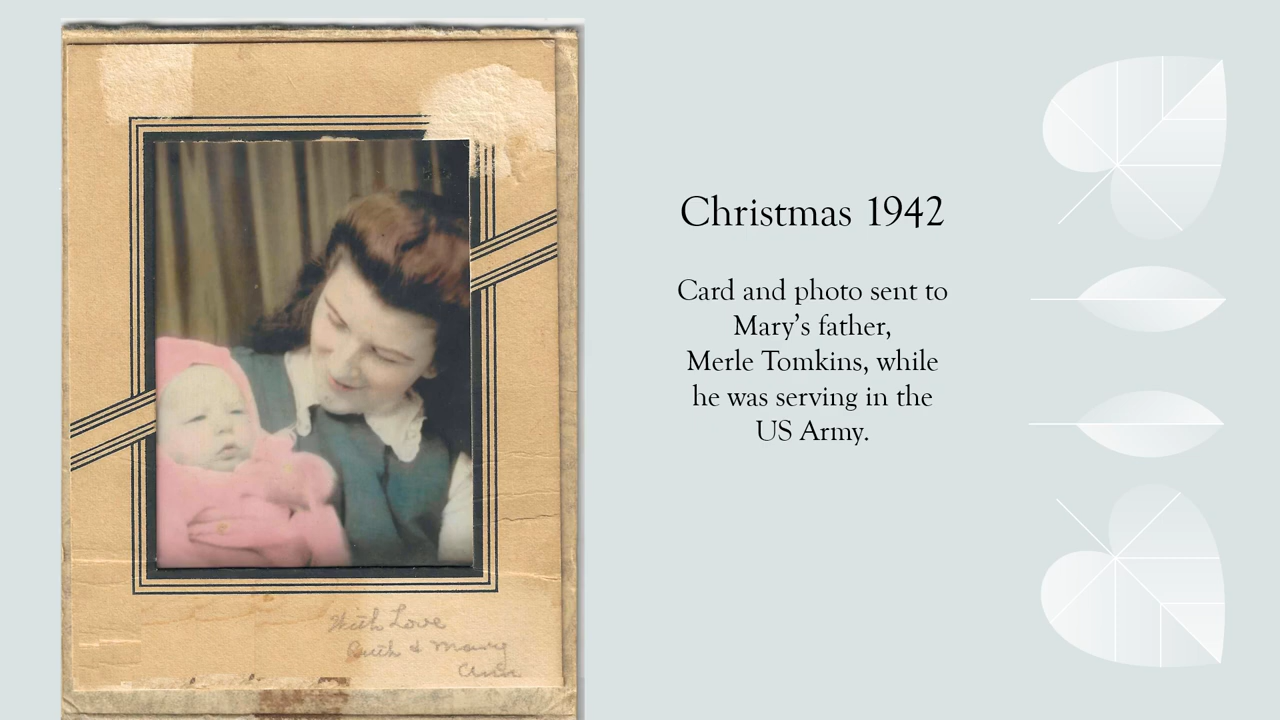 Christmas 1942
Card and photo sent to
Mary's father,
Merle Tomkins, while
he was serving in the
US Army.
With Love
Ruth & Mary
Ann